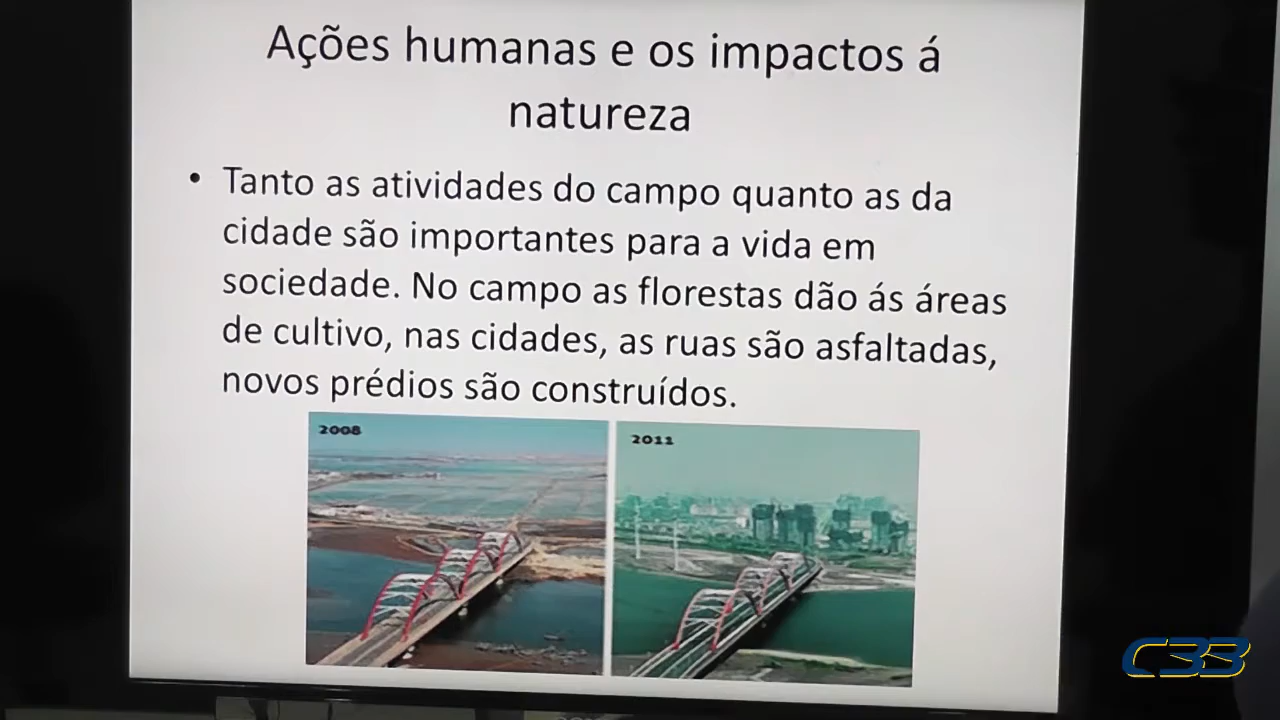 Ações humanas e os impactos á
natureza
• Tanto as atividades do campo quanto as da
cidade são importantes para a vida em
sociedade. No campo as florestas dão ás áreas
de cultivo, nas cidades, as ruas são asfaltadas,
novos prédios são construídos.
2008
2011
C33